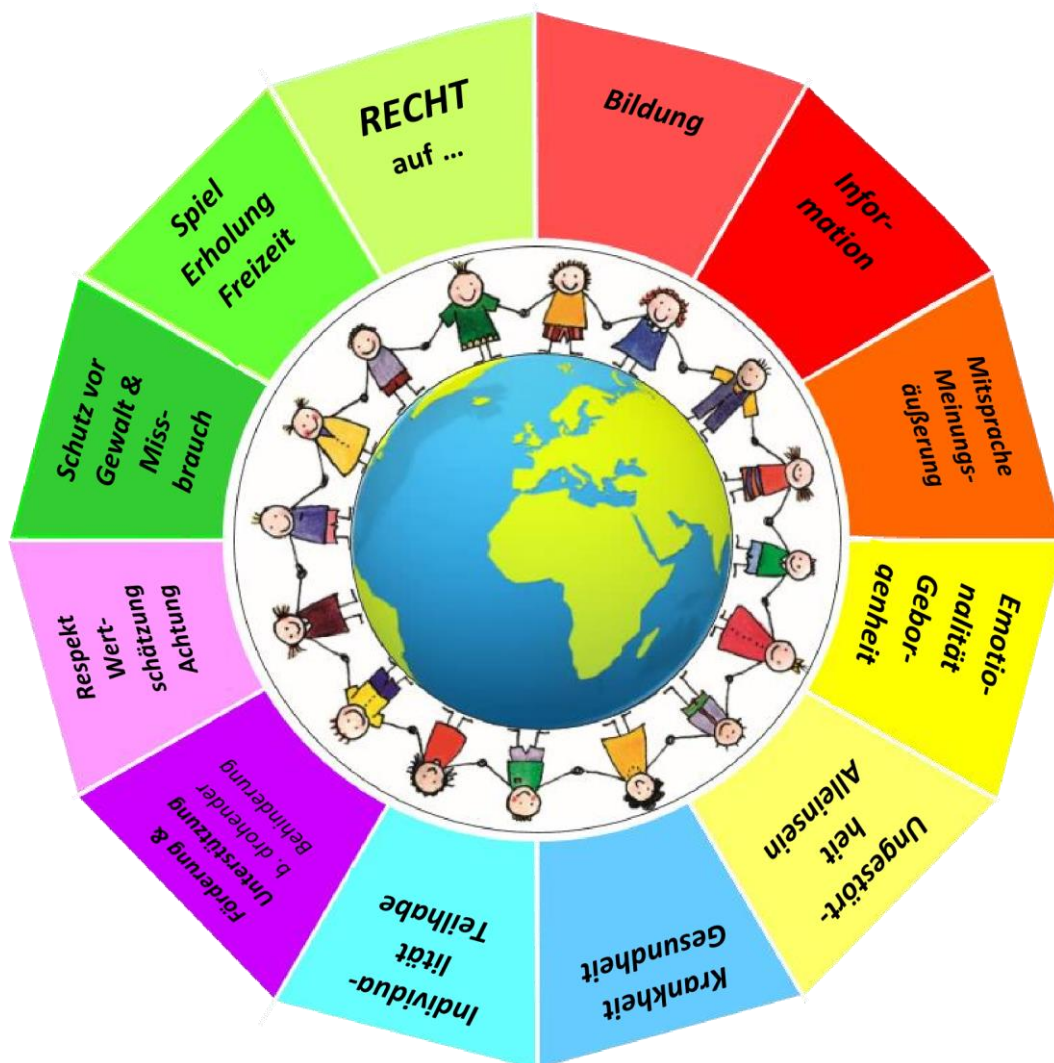 RECHT
auf ...
Bildung
Infor-
mation
Mitsprache
Meinungs-
äußerung
Emotio-
nalität
Gebor-
genheit
Ungestört-
heit
Alleinsein
Krankheit
Gesundheit
Individua-
lität
Teilhabe
Förderung &
Unterstützung
b. drohender
Behinderung
Respekt
Wert-
schätzung
Achtung
Schutz vor
Gewalt &
Miss-
brauch
Spiel
Erholung
Freizeit